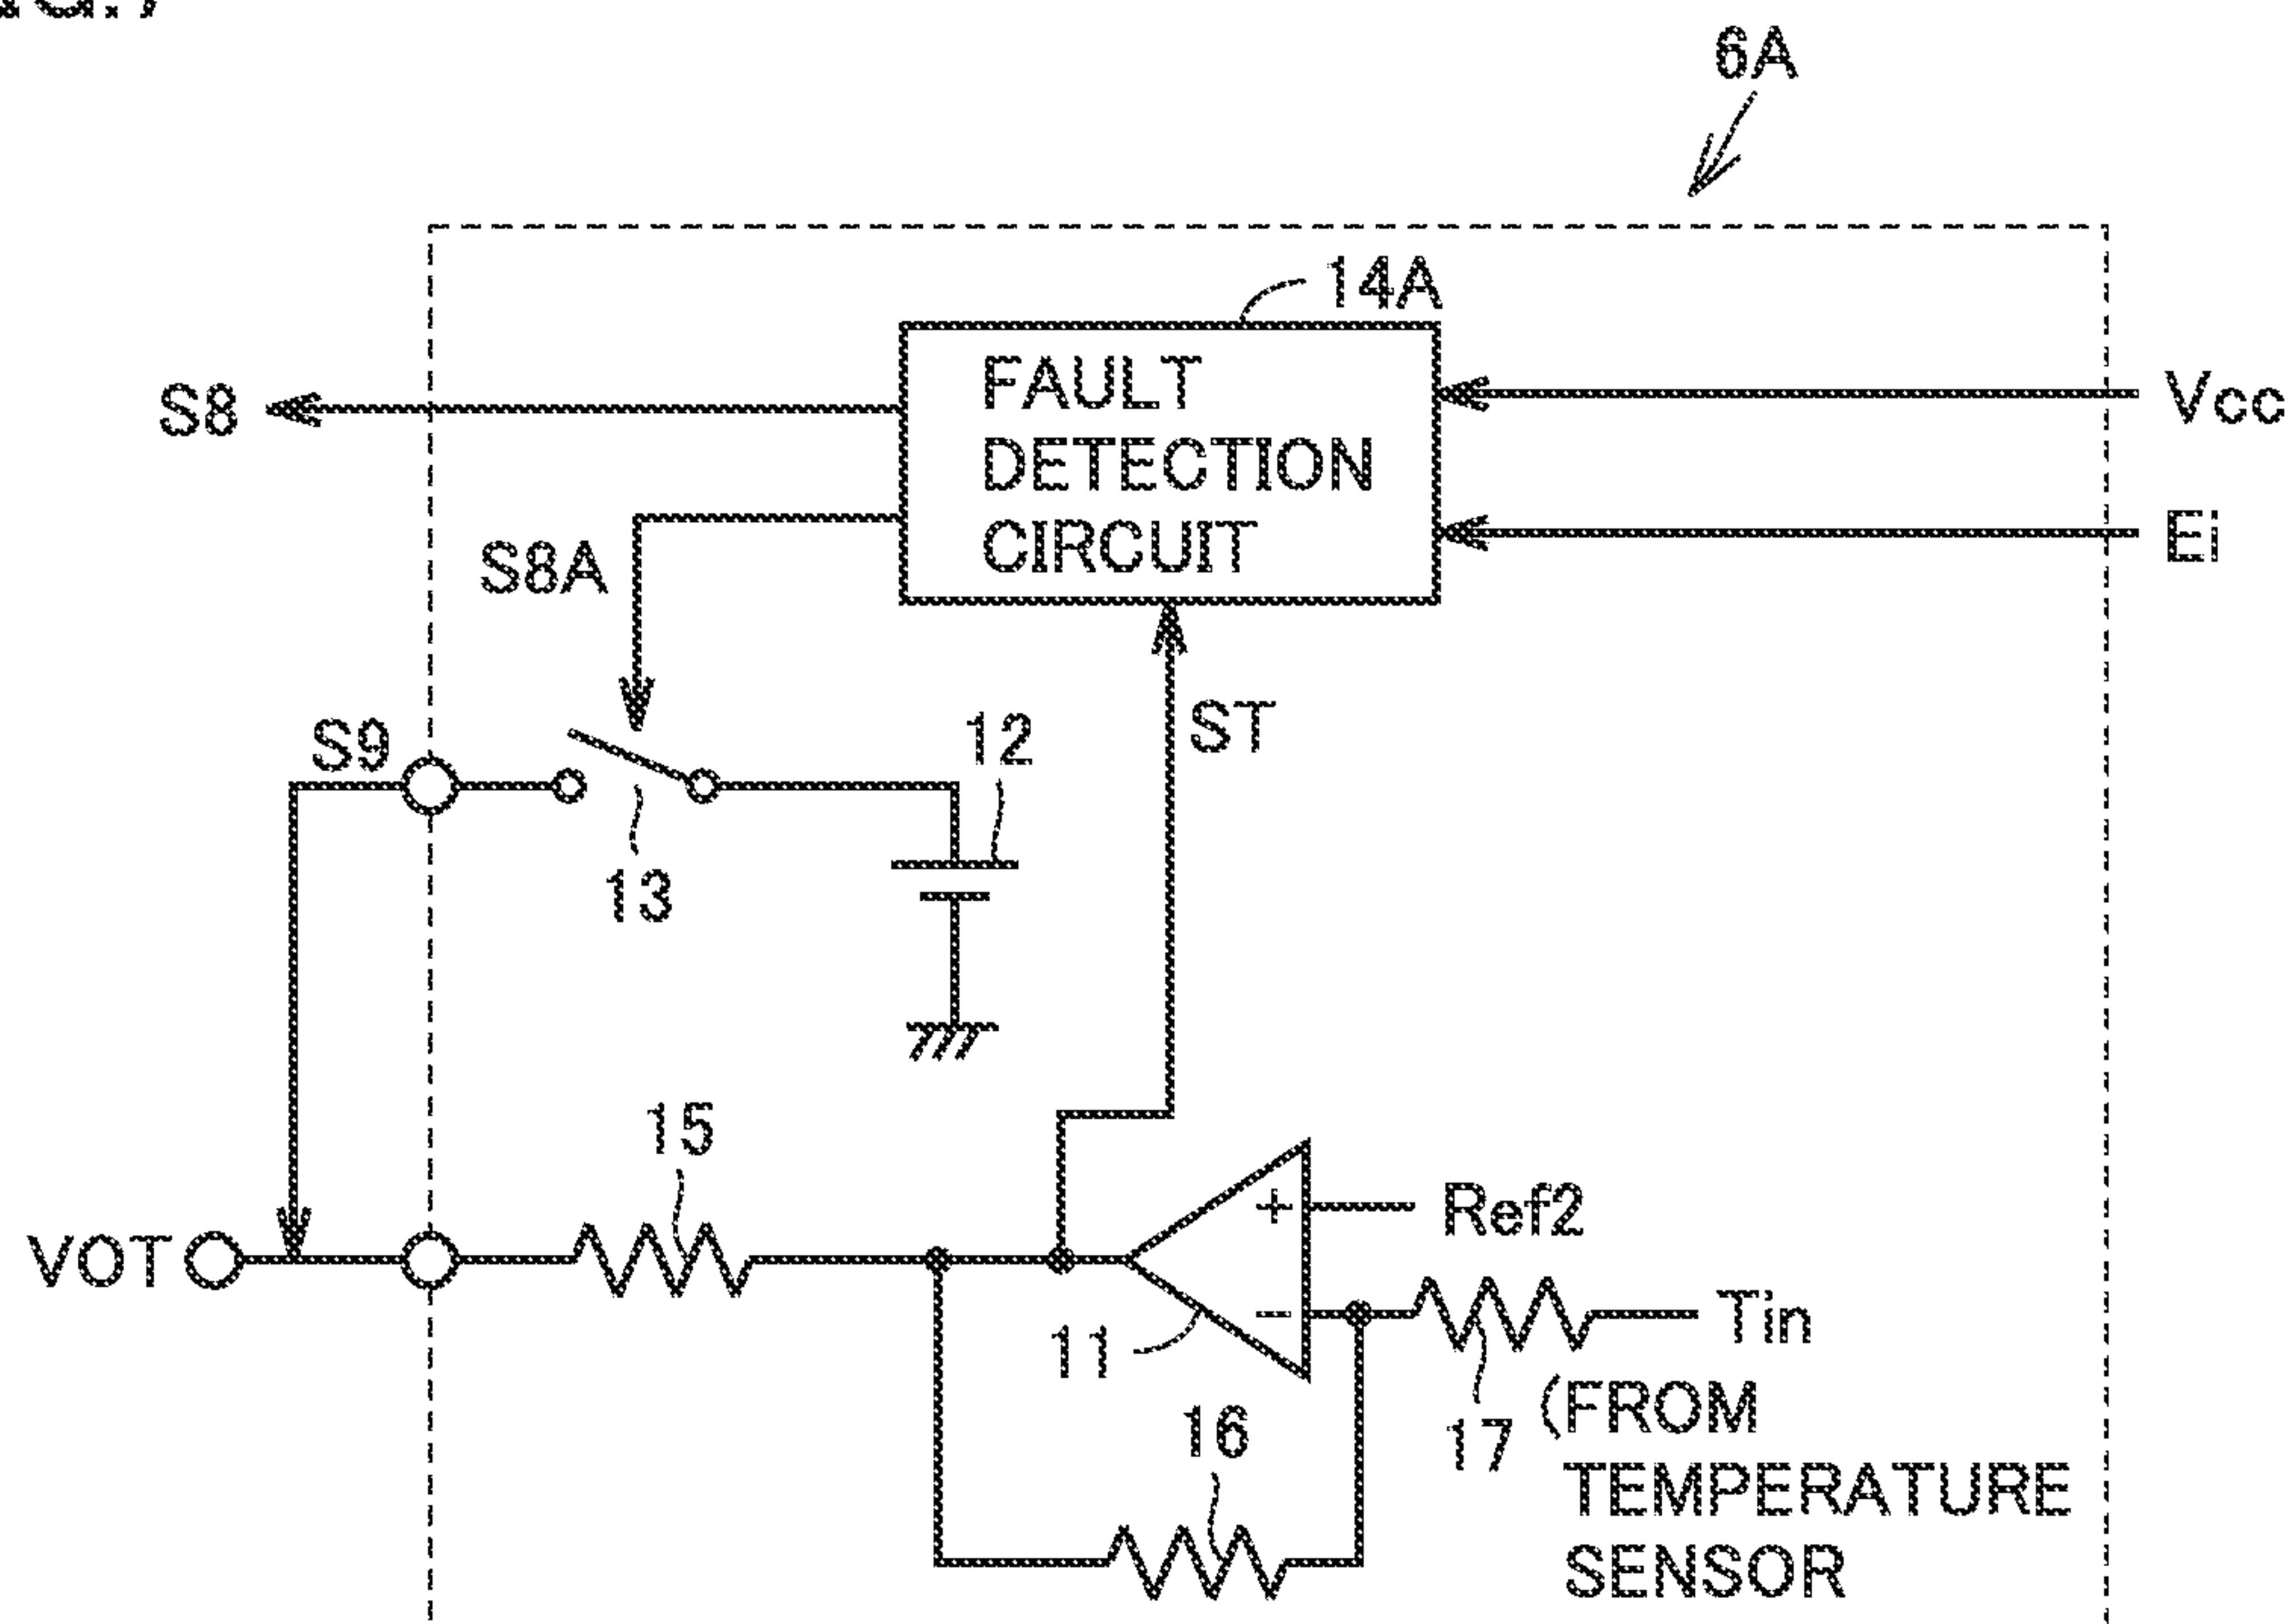 6A
14A
FAULT
DETECTION
CIRCUIT
S8
Vcc
Ei
S8A
ST
S9
12
13
15
VOT
+
Ref2
−
Tin
11
17
(FROM
TEMPERATURE
SENSOR
16